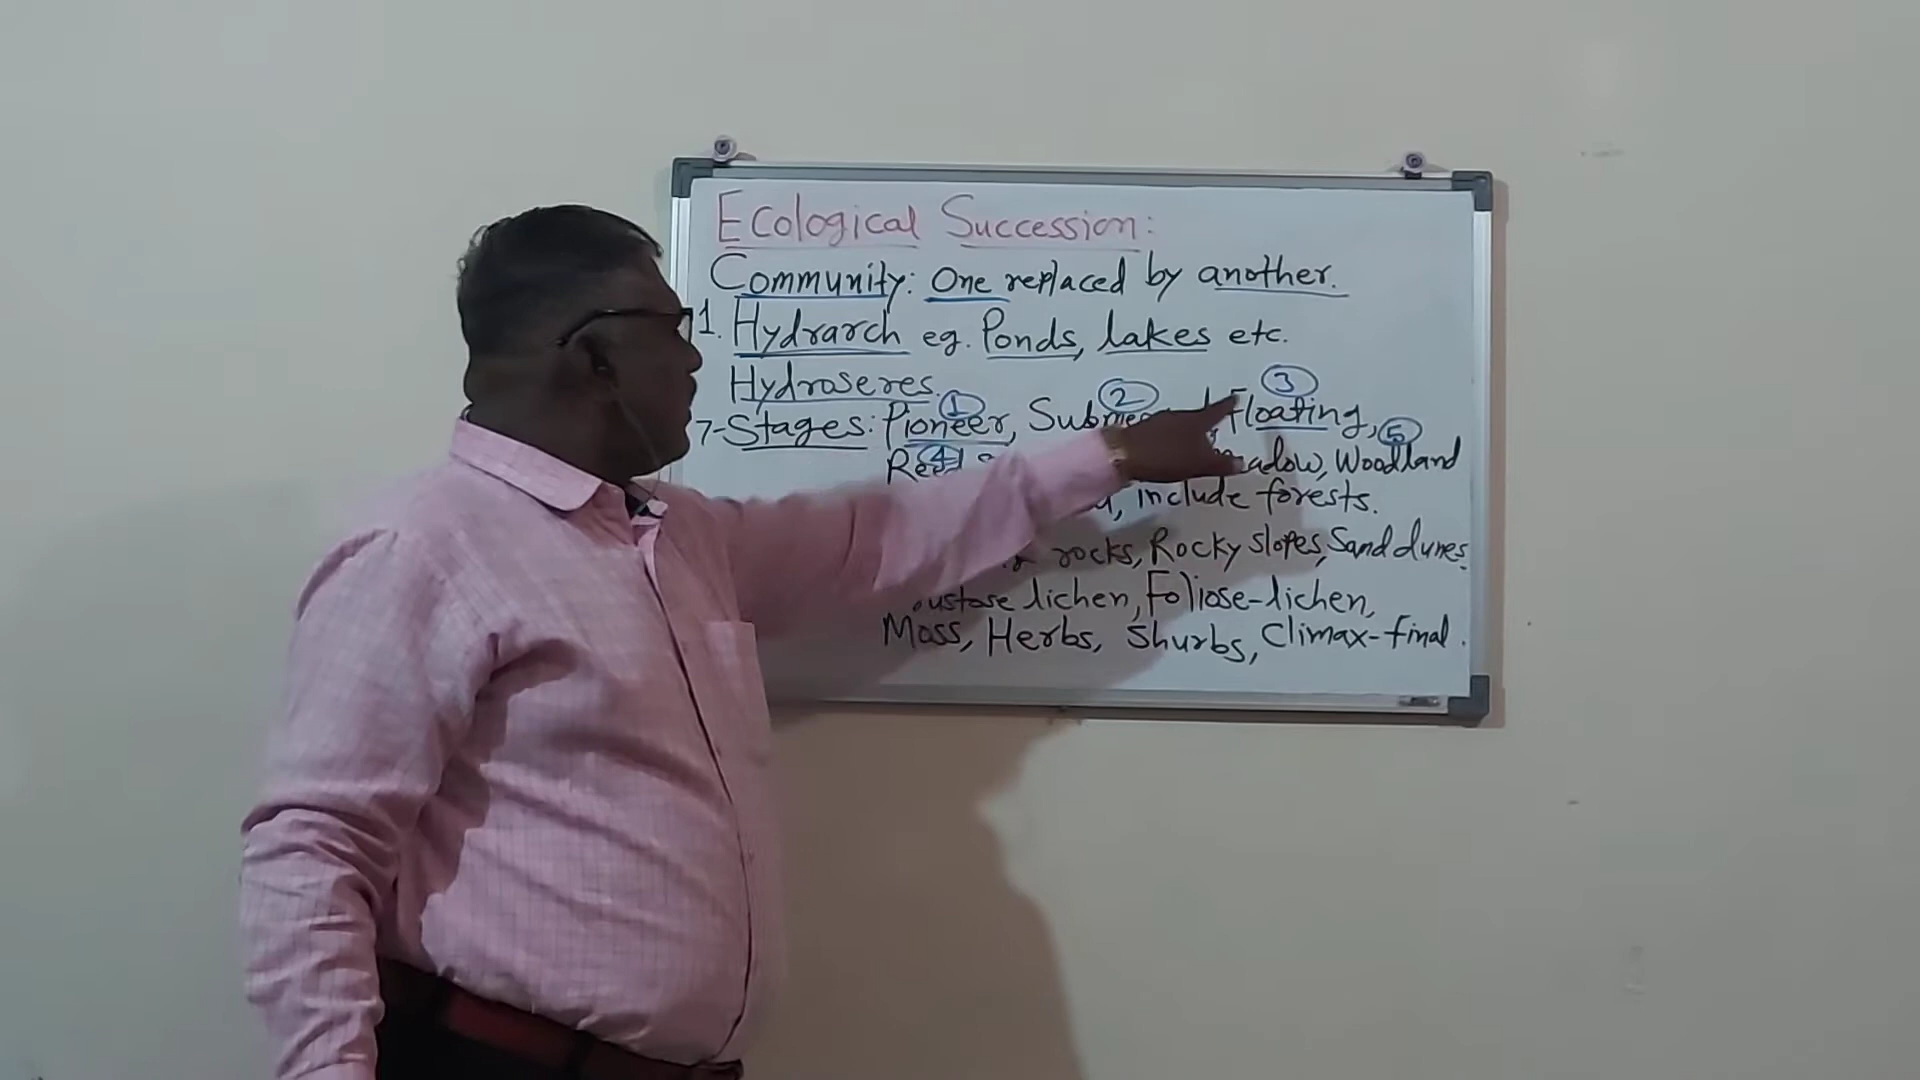 Ecological Succession:
Community: One replaced by another.
1. Hydrarch eg. Ponds, lakes etc.
Hydroseres.
1 2 3
7-Stages: Pioneer, Floating,
4 5
Woodland
include forests.
rocks, Rocky slopes, Sand dunes.
lichen, Foliose-lichen,
Moss, Herbs, Shurbs, Climax-final.